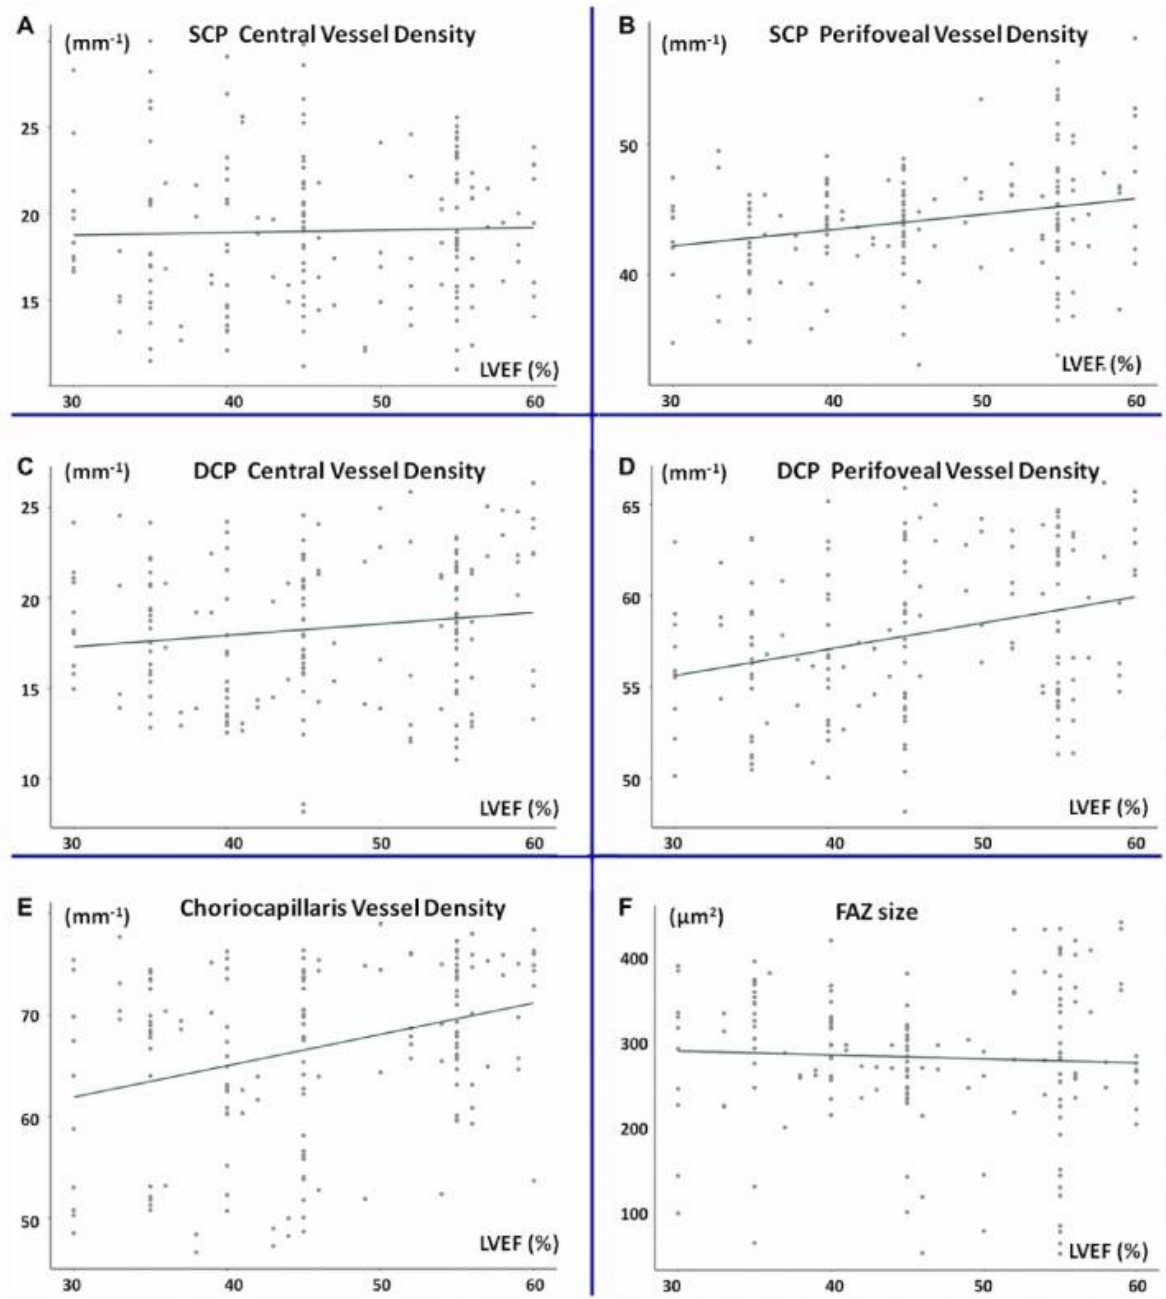 A (mm⁻¹) SCP Central Vessel Density
25
20
15
LVEF (%)
30 40 50 60
B (mm⁻¹) SCP Perifoveal Vessel Density
50
40
LVEF. (%)
30 40 50 60
C (mm⁻¹) DCP Central Vessel Density
25
20
15
10
LVEF (%)
30 40 50 60
D (mm⁻¹) DCP Perifoveal Vessel Density
65
60
55
50
LVEF (%)
30 40 50 60
E (mm⁻¹) Choriocapillaris Vessel Density
70
60
50
LVEF (%)
30 40 50 60
F (µm²) FAZ size
400
300
200
100
LVEF (%)
30 40 50 60